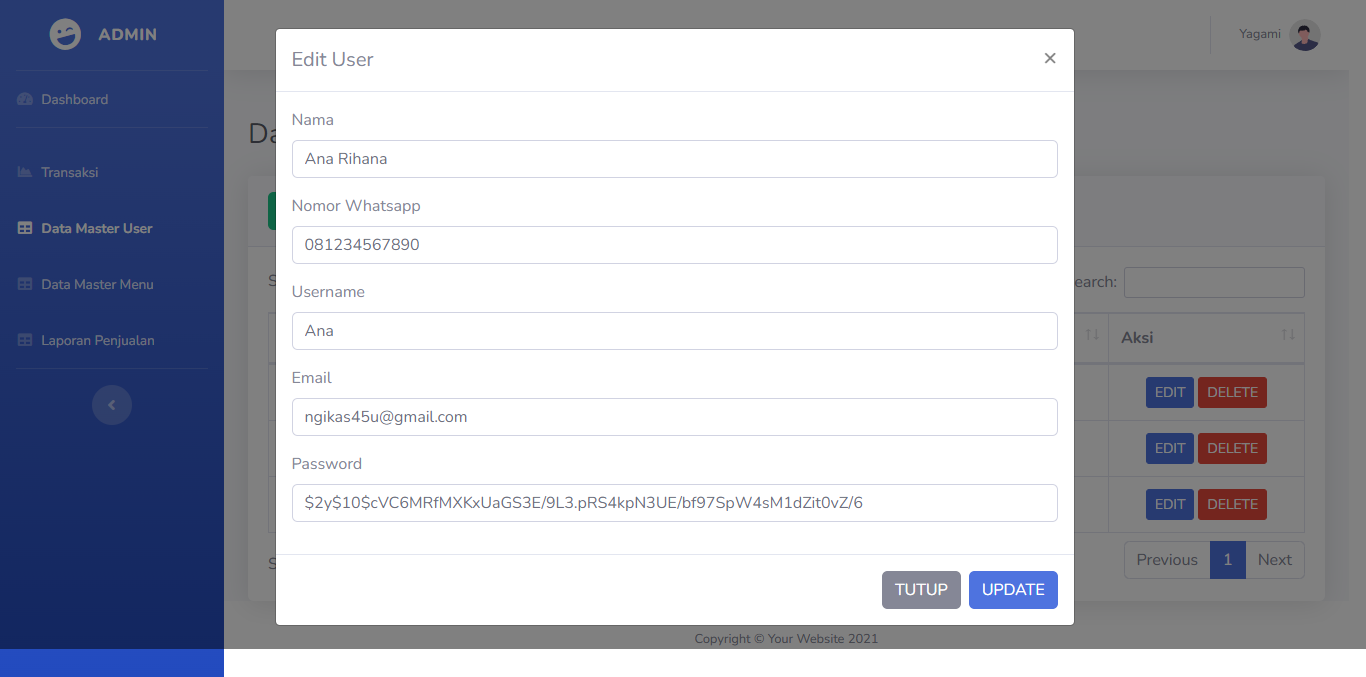 ADMIN
Yagami
Edit User
×
Dashboard
Da
Nama
Ana Rihana
Transaksi
Nomor Whatsapp
Data Master User
081234567890
S
earch:
Data Master Menu
Username
Ana
Aksi
Laporan Penjualan
Email
EDIT DELETE
ngikas45u@gmail.com
EDIT DELETE
Password
$2y$10$cVC6MRfMXKxUaGS3E/9L3.pRS4kpN3UE/bf97SpW4sM1dZit0vZ/6
EDIT DELETE
S
Previous 1 Next
TUTUP UPDATE
Copyright © Your Website 2021